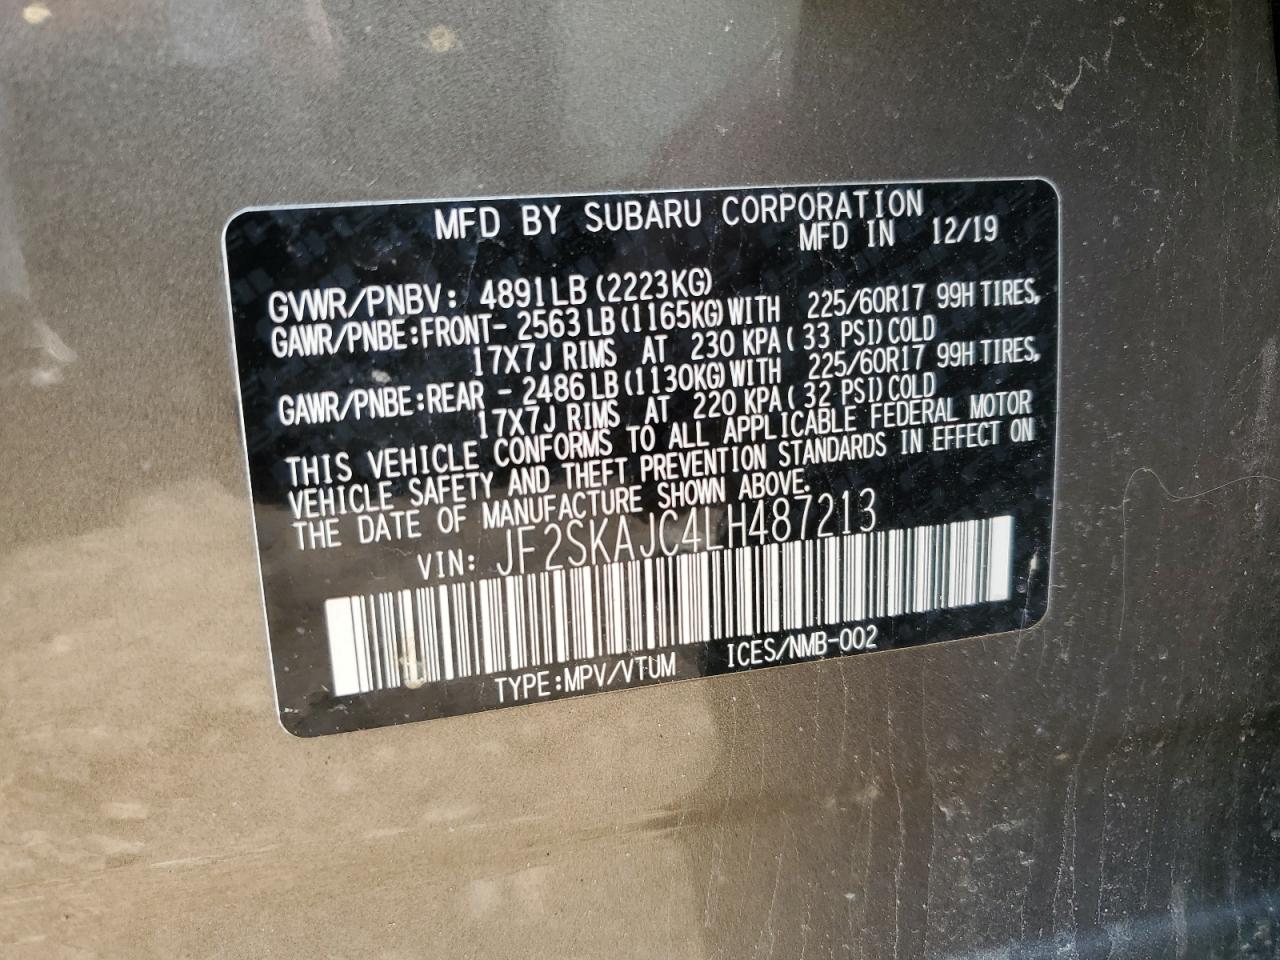 MFD BY SUBARU CORPORATION
MFD IN 12/19
GVWR/PNBV: 4891LB (2223KG)
GAWR/PNBE:FRONT- 2563 LB(1165KG)WITH 225/60R17 99H TIRES,
17X7J RIMS AT 230 KPA( 33 PSI)COLD
GAWR/PNBE:REAR - 2486 LB(1130KG)WITH 225/60R17 99H TIRES,
17X7J RIMS AT 220 KPA( 32 PSI)COLD
THIS VEHICLE CONFORMS TO ALL APPLICABLE FEDERAL MOTOR
VEHICLE SAFETY AND THEFT PREVENTION STANDARDS IN EFFECT ON
THE DATE OF MANUFACTURE SHOWN ABOVE.
VIN: JF2SKAJC4LH487213
TYPE:MPV/VTUM ICES/NMB-002